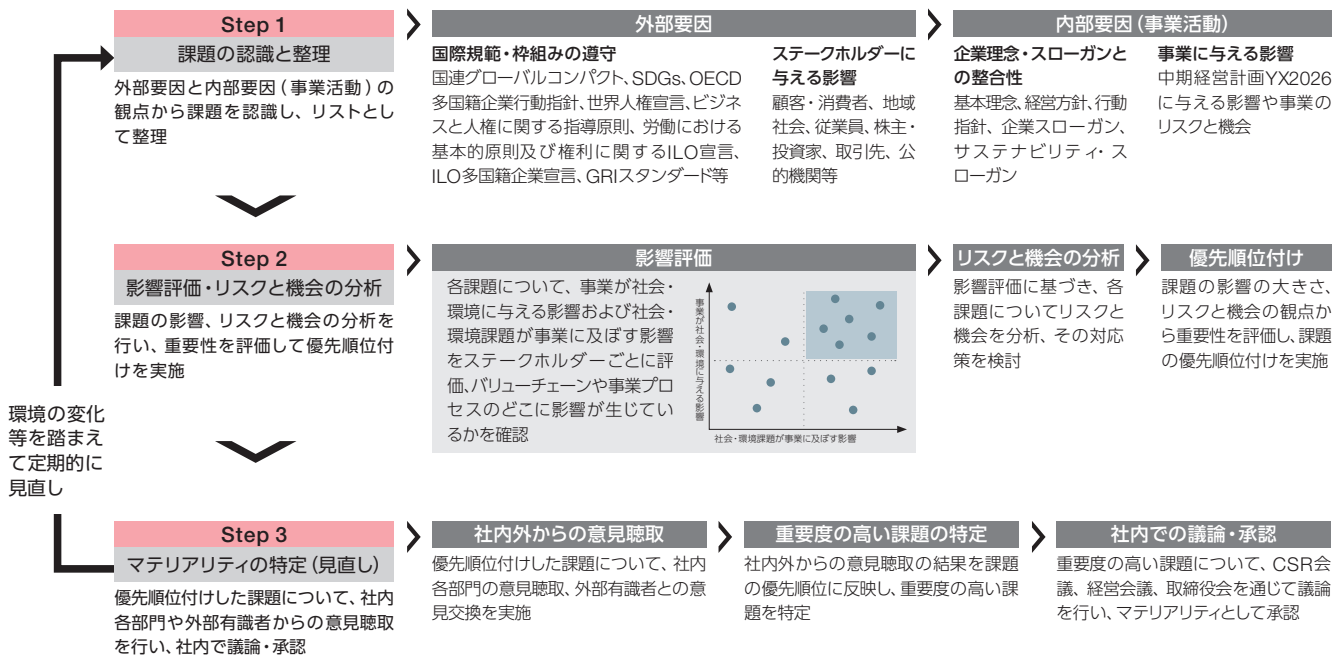 Step 1
課題の認識と整理
外部要因と内部要因(事業活動)の
観点から課題を認識し、リストとし
て整理
外部要因
国際規範・枠組みの遵守
国連グローバルコンパクト、SDGs、OECD
多国籍企業行動指針、世界人権宣言、ビジネ
スと人権に関する指導原則、労働における
基本的原則及び権利に関するILO宣言、
ILO多国籍企業宣言、GRIスタンダード等
ステークホルダーに
与える影響
顧客・消費者、地域
社会、従業員、株主・
投資家、取引先、公
的機関等
内部要因(事業活動)
企業理念・スローガンと
の整合性
基本理念、経営方針、行動
指針、企業スローガン、
サステナビリティ・ス
ローガン
事業に与える影響
中期経営計画YX2026
に与える影響や事業の
リスクと機会
Step 2
影響評価・リスクと機会の分析
課題の影響、リスクと機会の分析を
行い、重要性を評価して優先順位付
けを実施
影響評価
各課題について、事業が社会・
環境に与える影響および社会・
環境課題が事業に及ぼす影響
をステークホルダーごとに評
価、バリューチェーンや事業プロ
セスのどこに影響が生じてい
るかを確認
事業が社会・環境に与える影響
社会・環境課題が事業に及ぼす影響
リスクと機会の分析
影響評価に基づき、各
課題についてリスクと
機会を分析、その対応
策を検討
優先順位付け
課題の影響の大きさ、
リスクと機会の観点か
ら重要性を評価し、課題
の優先順位付けを実施
環境の変化
等を踏まえ
て定期的に
見直し
Step 3
マテリアリティの特定(見直し)
優先順位付けした課題について、社内
各部門や外部有識者からの意見聴取
を行い、社内で議論・承認
社内外からの意見聴取
優先順位付けした課題について、社内
各部門の意見聴取、外部有識者との意
見交換を実施
重要度の高い課題の特定
社内外からの意見聴取の結果を課題
の優先順位に反映し、重要度の高い課
題を特定
社内での議論・承認
重要度の高い課題について、CSR会
議、経営会議、取締役会を通じて議論
を行い、マテリアリティとして承認